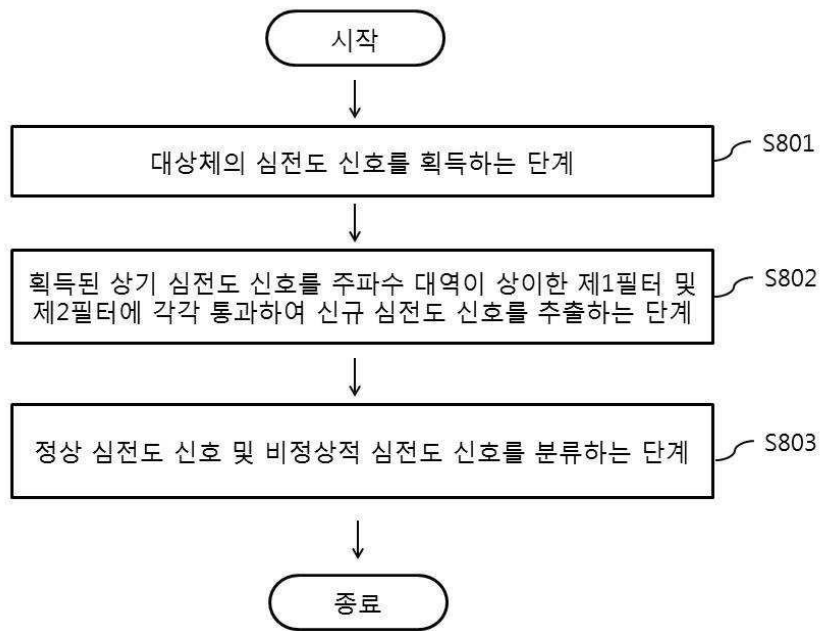 시작
대상체의 심전도 신호를 획득하는 단계
S801
획득된 상기 심전도 신호를 주파수 대역이 상이한 제1필터 및
제2필터에 각각 통과하여 신규 심전도 신호를 추출하는 단계
S802
정상 심전도 신호 및 비정상적 심전도 신호를 분류하는 단계
S803
종료